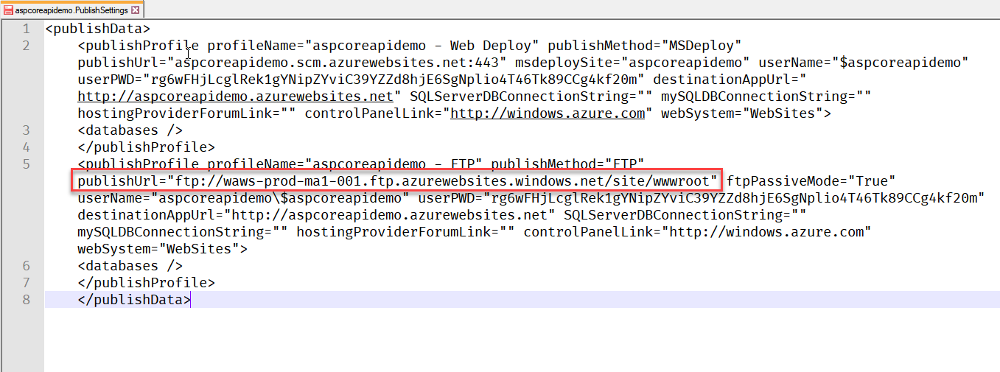 aspcoreapidemo.PublishSettings
1 <publishData>
2 <publishProfile profileName="aspcoreapidemo - Web Deploy" publishMethod="MSDeploy"
publishUrl="aspcoreapidemo.scm.azurewebsites.net:443" msdeploySite="aspcoreapidemo" userName="$aspcoreapidemo"
userPWD="rg6wFHjLcglRek1gYNipZYviC39YZZd8hjE6SgNplio4T46Tk89CCg4kf20m" destinationAppUrl="
http://aspcoreapidemo.azurewebsites.net" SQLServerDBConnectionString="" mySQLDBConnectionString=""
hostingProviderForumLink="" controlPanelLink="http://windows.azure.com" webSystem="WebSites">
3 <databases />
4 </publishProfile>
5 <publishProfile profileName="aspcoreapidemo - FTP" publishMethod="FTP"
publishUrl="ftp://waws-prod-ma1-001.ftp.azurewebsites.windows.net/site/wwwroot" ftpPassiveMode="True"
userName="aspcoreapidemo\$aspcoreapidemo" userPWD="rg6wFHjLcglRek1gYNipZYviC39YZZd8hjE6SgNplio4T46Tk89CCg4kf20m"
destinationAppUrl="http://aspcoreapidemo.azurewebsites.net" SQLServerDBConnectionString=""
mySQLDBConnectionString="" hostingProviderForumLink="" controlPanelLink="http://windows.azure.com"
webSystem="WebSites">
6 <databases />
7 </publishProfile>
8 </publishData>